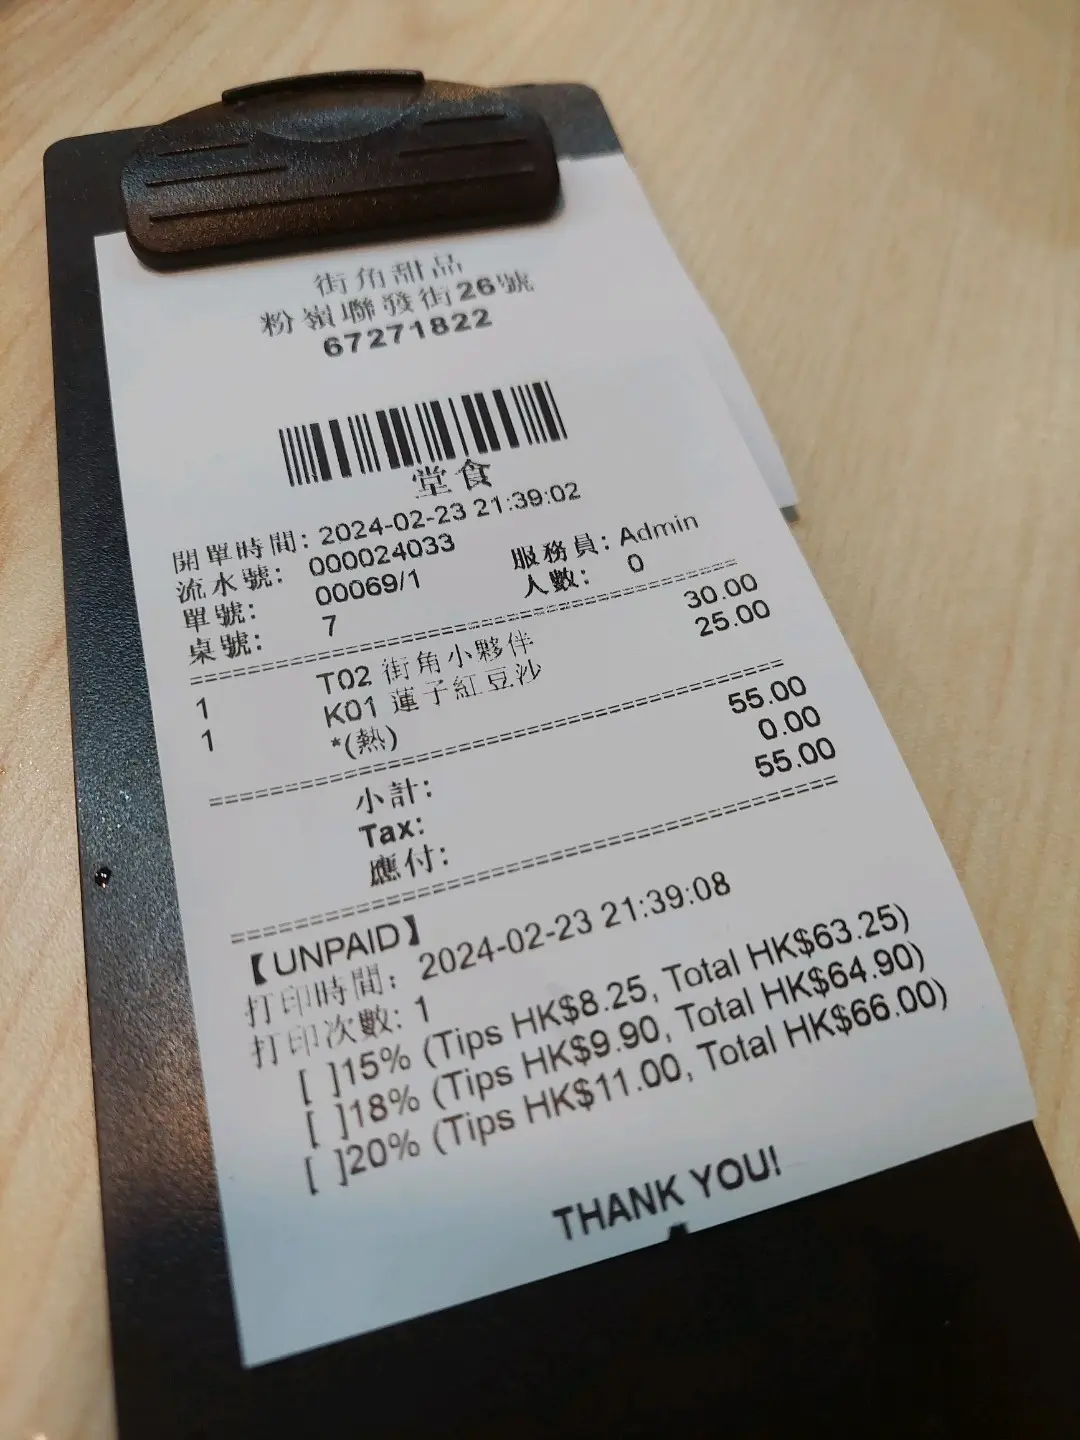 街角甜品
粉嶺聯發街26號
67271822
堂食
開單時間: 2024-02-23 21:39:02
流水號: 000024033
單號: 00069/1 服務員: Admin
桌號: 7 人數: 0
1 T02 街角小夥伴 30.00
1 K01 蓮子紅豆沙 25.00
*(熱)
小計: 55.00
Tax: 0.00
應付: 55.00
【UNPAID】
打印時間: 2024-02-23 21:39:08
打印次數: 1
[ ]15% (Tips HK$8.25, Total HK$63.25)
[ ]18% (Tips HK$9.90, Total HK$64.90)
[ ]20% (Tips HK$11.00, Total HK$66.00)
THANK YOU!